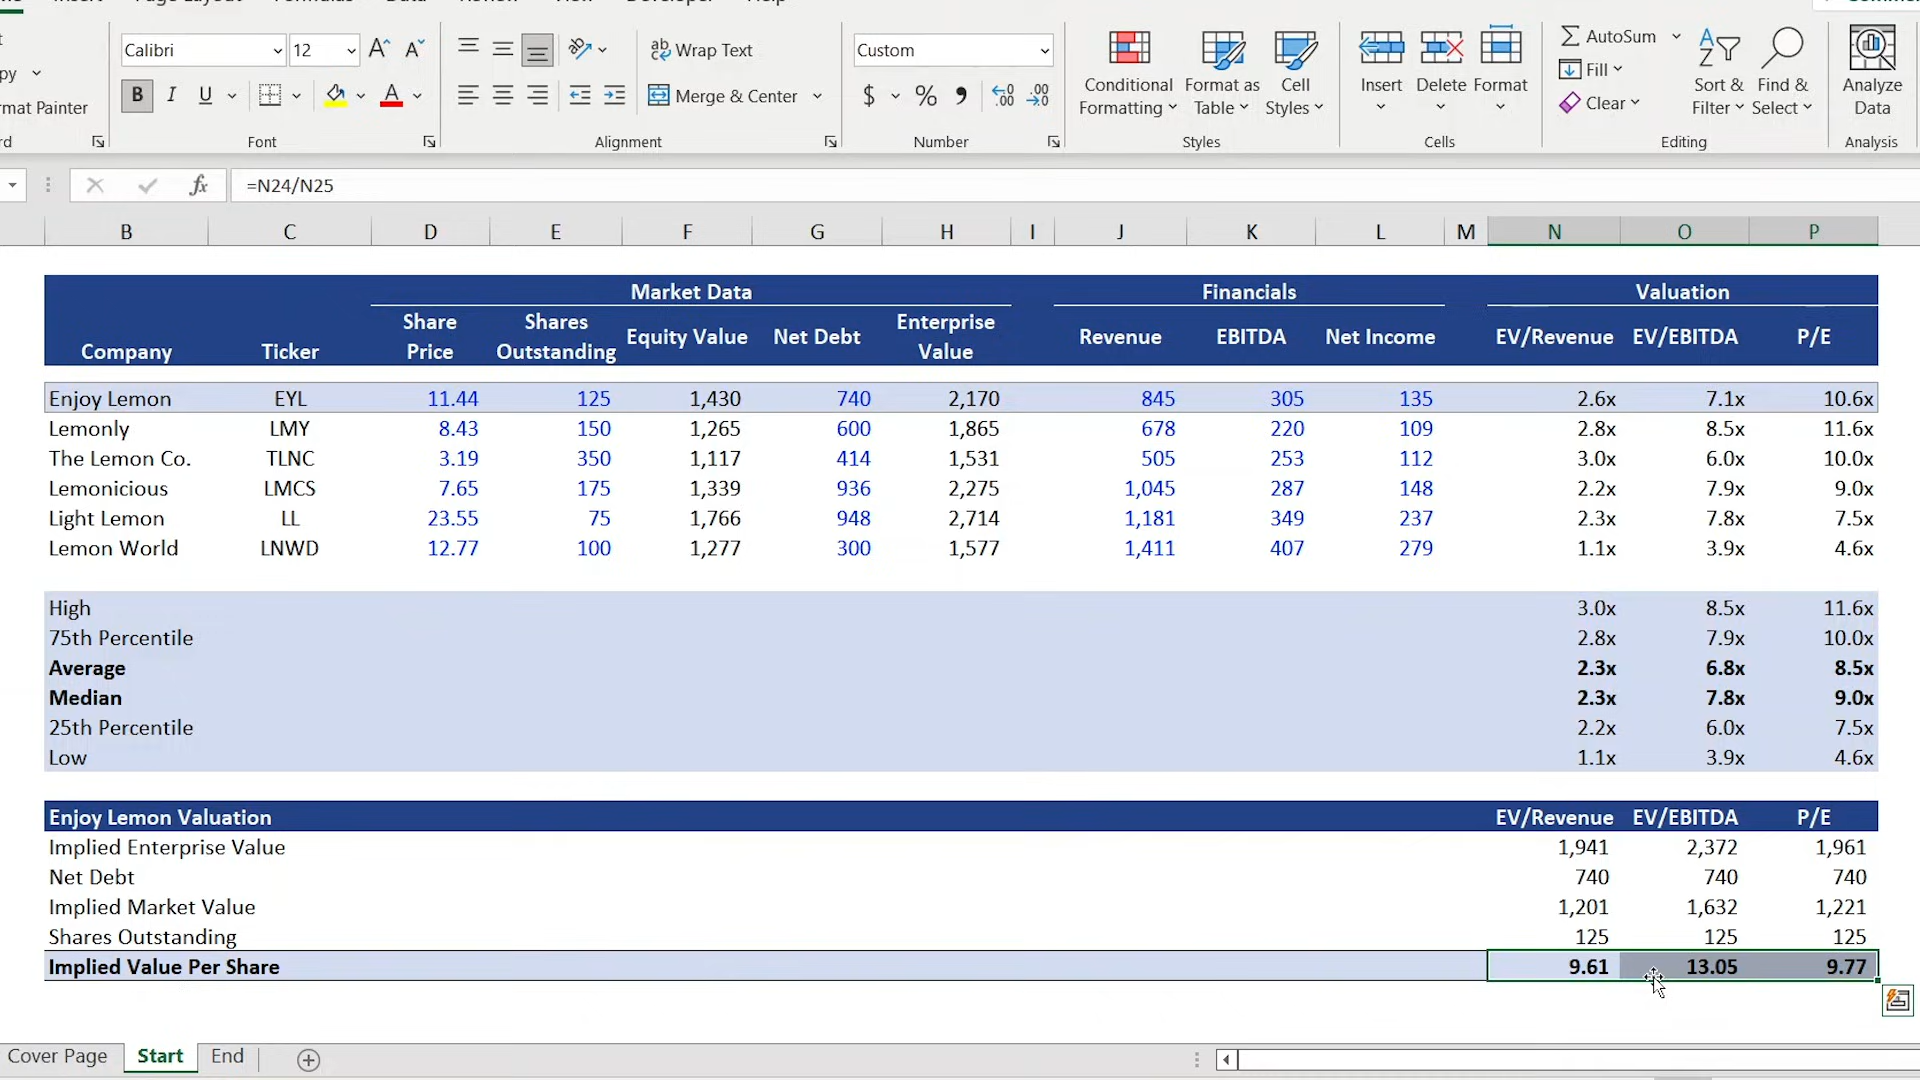 Calibri 12 Wrap Text Custom AutoSum
Fill
Clear
Merge & Center
Conditional Formatting
Format as Table
Cell Styles
Insert Delete Format
Sort & Filter
Find & Select
Analyze Data
Font Alignment Number Styles Cells Editing Analysis
=N24/N25
B C D E F G H I J K L M N O P
Market Data Financials Valuation
Company Ticker Share Price Shares Outstanding Equity Value Net Debt Enterprise Value Revenue EBITDA Net Income EV/Revenue EV/EBITDA P/E
Enjoy Lemon EYL 11.44 125 1,430 740 2,170 845 305 135 2.6x 7.1x 10.6x
Lemonly LMY 8.43 150 1,265 600 1,865 678 220 109 2.8x 8.5x 11.6x
The Lemon Co. TLNC 3.19 350 1,117 414 1,531 505 253 112 3.0x 6.0x 10.0x
Lemonicious LMCS 7.65 175 1,339 936 2,275 1,045 287 148 2.2x 7.9x 9.0x
Light Lemon LL 23.55 75 1,766 948 2,714 1,181 349 237 2.3x 7.8x 7.5x
Lemon World LNWD 12.77 100 1,277 300 1,577 1,411 407 279 1.1x 3.9x 4.6x
High 3.0x 8.5x 11.6x
75th Percentile 2.8x 7.9x 10.0x
Average 2.3x 6.8x 8.5x
Median 2.3x 7.8x 9.0x
25th Percentile 2.2x 6.0x 7.5x
Low 1.1x 3.9x 4.6x
Enjoy Lemon Valuation EV/Revenue EV/EBITDA P/E
Implied Enterprise Value 1,941 2,372 1,961
Net Debt 740 740 740
Implied Market Value 1,201 1,632 1,221
Shares Outstanding 125 125 125
Implied Value Per Share 9.61 13.05 9.77
Cover Page Start End